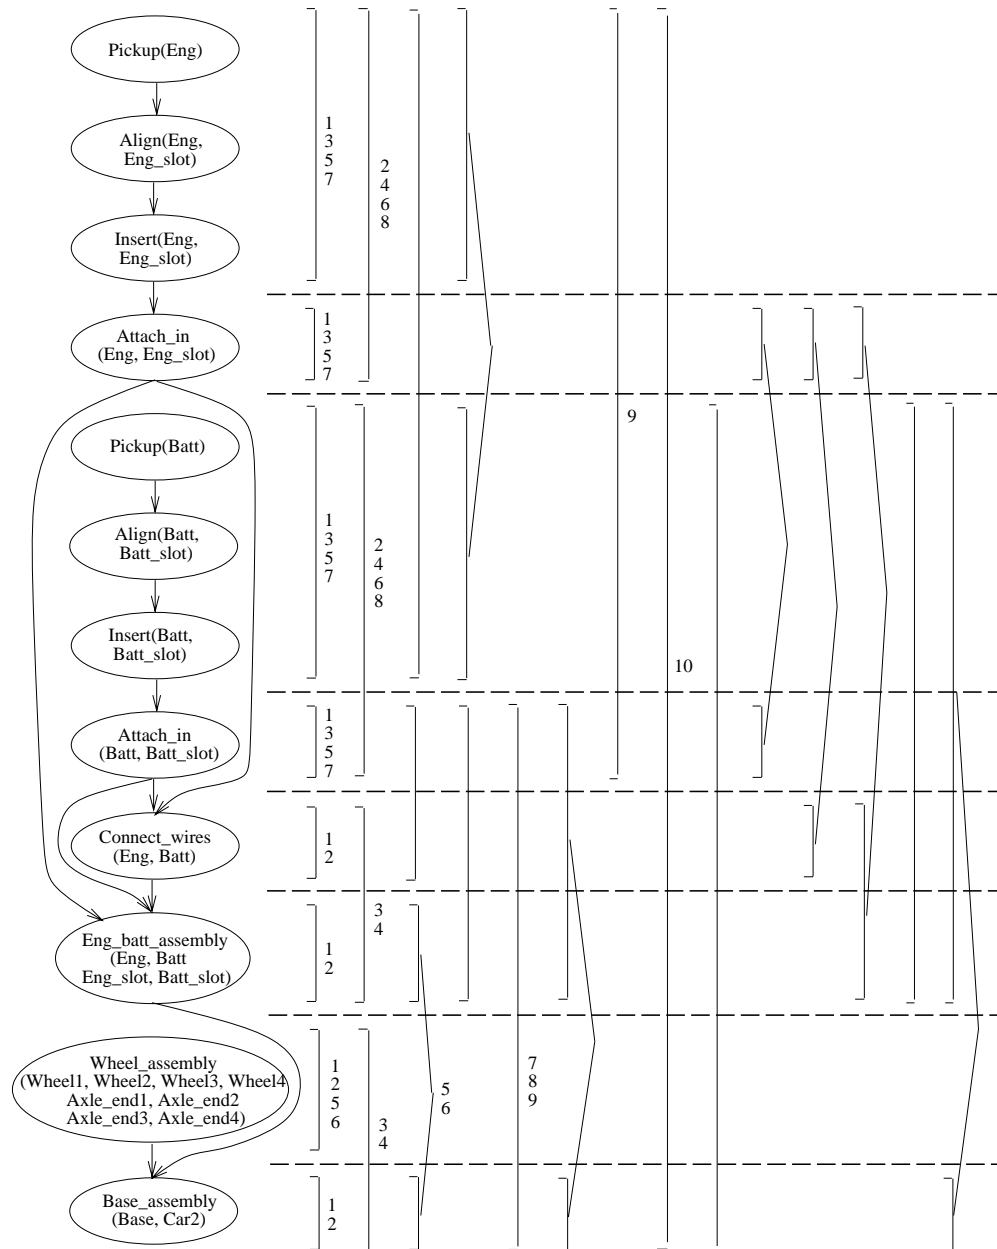 Pickup(Eng)
Align(Eng,
Eng_slot)
Insert(Eng,
Eng_slot)
Attach_in
(Eng, Eng_slot)
Pickup(Batt)
Align(Batt,
Batt_slot)
Insert(Batt,
Batt_slot)
Attach_in
(Batt, Batt_slot)
Connect_wires
(Eng, Batt)
Eng_batt_assembly
(Eng, Batt
Eng_slot, Batt_slot)
Wheel_assembly
(Wheel1, Wheel2, Wheel3, Wheel4
Axle_end1, Axle_end2
Axle_end3, Axle_end4)
Base_assembly
(Base, Car2)
1
3
5
7
2
4
6
8
1
3
5
7
9
1
3
5
7
2
4
6
8
10
1
3
5
7
1
2
3
4
1
2
1
2
5
6
3
4
5
6
7
8
9
1
2